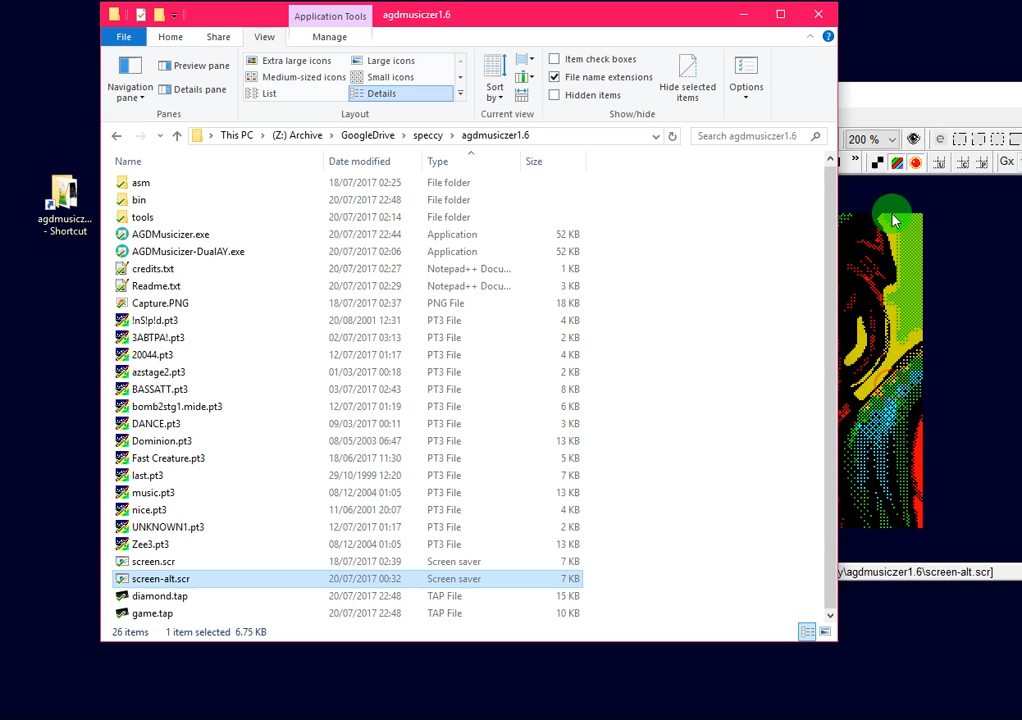 Application Tools
agdmusiczer1.6
File
Home
Share
View
Manage
Navigation pane
Preview pane
Details pane
Panes
Extra large icons
Large icons
Medium-sized icons
Small icons
List
Details
Layout
Sort by
Current view
Item check boxes
File name extensions
Hidden items
Hide selected items
Options
Show/hide
This PC
(Z:) Archive
GoogleDrive
speccy
agdmusiczer1.6
Search agdmusiczer1.6
Name Date modified Type Size
asm 18/07/2017 02:25 File folder
bin 20/07/2017 22:48 File folder
tools 20/07/2017 02:14 File folder
AGDMusicizer.exe 20/07/2017 22:44 Application 52 KB
AGDMusicizer-DualAY.exe 20/07/2017 02:06 Application 52 KB
credits.txt 20/07/2017 02:27 Notepad++ Docu... 1 KB
Readme.txt 20/07/2017 02:29 Notepad++ Docu... 3 KB
Capture.PNG 18/07/2017 02:37 PNG File 18 KB
!nS!p!d.pt3 20/08/2001 12:31 PT3 File 4 KB
3ABTPA!.pt3 02/07/2017 03:13 PT3 File 2 KB
20044.pt3 12/07/2017 01:17 PT3 File 4 KB
azstage2.pt3 01/03/2017 00:18 PT3 File 2 KB
BASSATT.pt3 03/07/2017 02:43 PT3 File 8 KB
bomb2stg1.mide.pt3 12/07/2017 01:19 PT3 File 6 KB
DANCE.pt3 09/03/2017 00:11 PT3 File 3 KB
Dominion.pt3 08/05/2003 06:47 PT3 File 13 KB
Fast Creature.pt3 18/06/2017 11:30 PT3 File 5 KB
last.pt3 29/10/1999 12:20 PT3 File 7 KB
music.pt3 08/12/2004 01:05 PT3 File 13 KB
nice.pt3 11/06/2001 20:07 PT3 File 4 KB
UNKNOWN1.pt3 12/07/2017 01:17 PT3 File 2 KB
Zee3.pt3 08/12/2004 01:05 PT3 File 13 KB
screen.scr 18/07/2017 02:39 Screen saver 7 KB
screen-alt.scr 20/07/2017 00:32 Screen saver 7 KB
diamond.tap 20/07/2017 22:48 TAP File 15 KB
game.tap 20/07/2017 22:48 TAP File 10 KB
26 items 1 item selected 6.75 KB
agdmusicz...
- Shortcut
200 %
Gx
y\agdmusiczer1.6\screen-alt.scr]